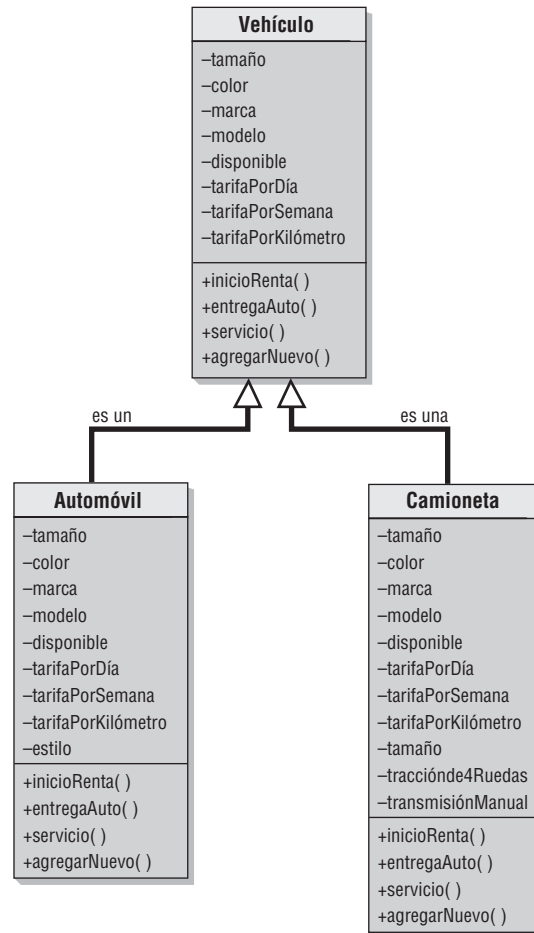 Vehículo
–tamaño
–color
–marca
–modelo
–disponible
–tarifaPorDía
–tarifaPorSemana
–tarifaPorKilómetro
+inicioRenta( )
+entregaAuto( )
+servicio( )
+agregarNuevo( )
es un
es una
Automóvil
–tamaño
–color
–marca
–modelo
–disponible
–tarifaPorDía
–tarifaPorSemana
–tarifaPorKilómetro
–estilo
+inicioRenta( )
+entregaAuto( )
+servicio( )
+agregarNuevo( )
Camioneta
–tamaño
–color
–marca
–modelo
–disponible
–tarifaPorDía
–tarifaPorSemana
–tarifaPorKilómetro
–tamaño
–tracciónde4Ruedas
–transmisiónManual
+inicioRenta( )
+entregaAuto( )
+servicio( )
+agregarNuevo( )